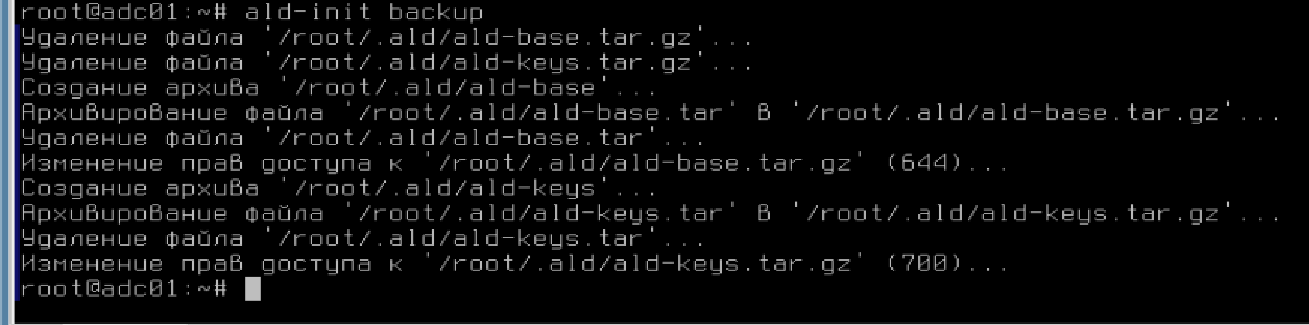 root@adc01:~# ald-init backup
Удаление файла '/root/.ald/ald-base.tar.gz'...
Удаление файла '/root/.ald/ald-keys.tar.gz'...
Создание архива '/root/.ald/ald-base'...
Архивирование файла '/root/.ald/ald-base.tar' в '/root/.ald/ald-base.tar.gz'...
Удаление файла '/root/.ald/ald-base.tar'...
Изменение прав доступа к '/root/.ald/ald-base.tar.gz' (644)...
Создание архива '/root/.ald/ald-keys'...
Архивирование файла '/root/.ald/ald-keys.tar' в '/root/.ald/ald-keys.tar.gz'...
Удаление файла '/root/.ald/ald-keys.tar'...
Изменение прав доступа к '/root/.ald/ald-keys.tar.gz' (700)...
root@adc01:~#